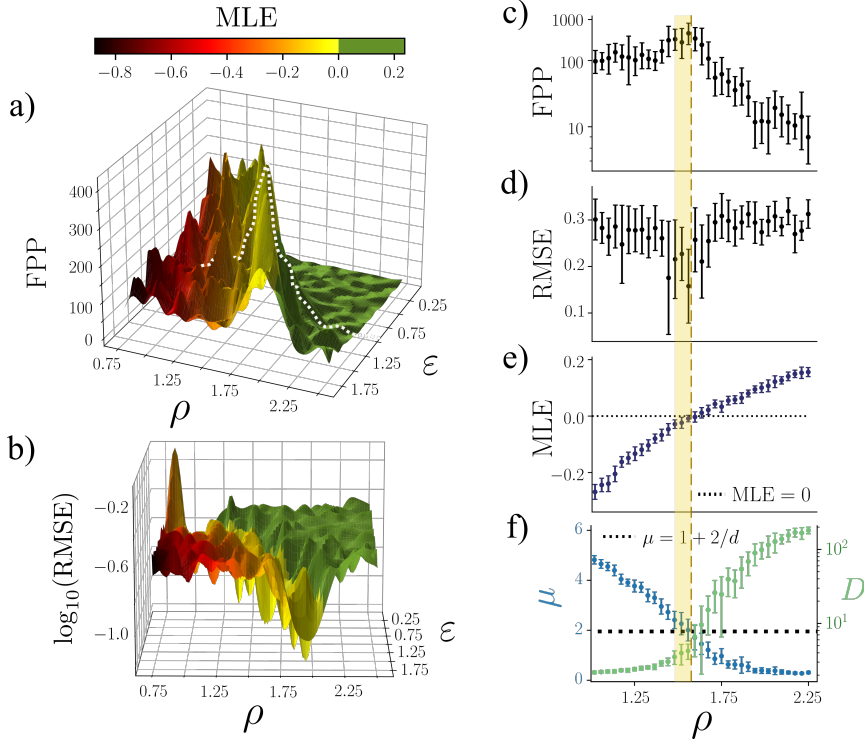 MLE
−0.8 −0.6 −0.4 −0.2 0.0 0.2
a)
FPP
400
300
200
100
0
0.75 1.25 1.75 2.25
ρ
0.25
0.75
1.25
1.75
ε
b)
log10(RMSE)
−0.2
−0.6
−1.0
0.75 1.25 1.75 2.25
ρ
0.25
0.75
1.25
1.75
ε
c)
FPP
1000
100
10
d)
RMSE
0.3
0.2
0.1
e)
MLE
0.2
0.0
−0.2
MLE = 0
f)
μ
6
4
2
0
μ = 1 + 2/d
10²
10¹
D
1.25 1.75 2.25
ρ